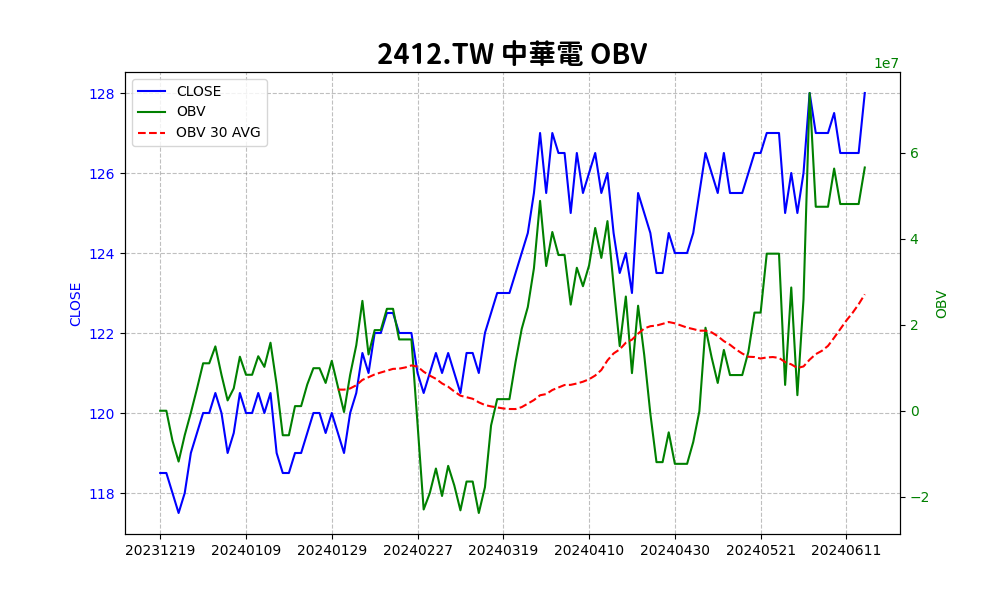 2412.TW 中華電 OBV
1e7
CLOSE
OBV
OBV 30 AVG
128
126
124
122
120
118
CLOSE
6
4
2
0
−2
OBV
20231219 20240109 20240129 20240227 20240319 20240410 20240430 20240521 20240611